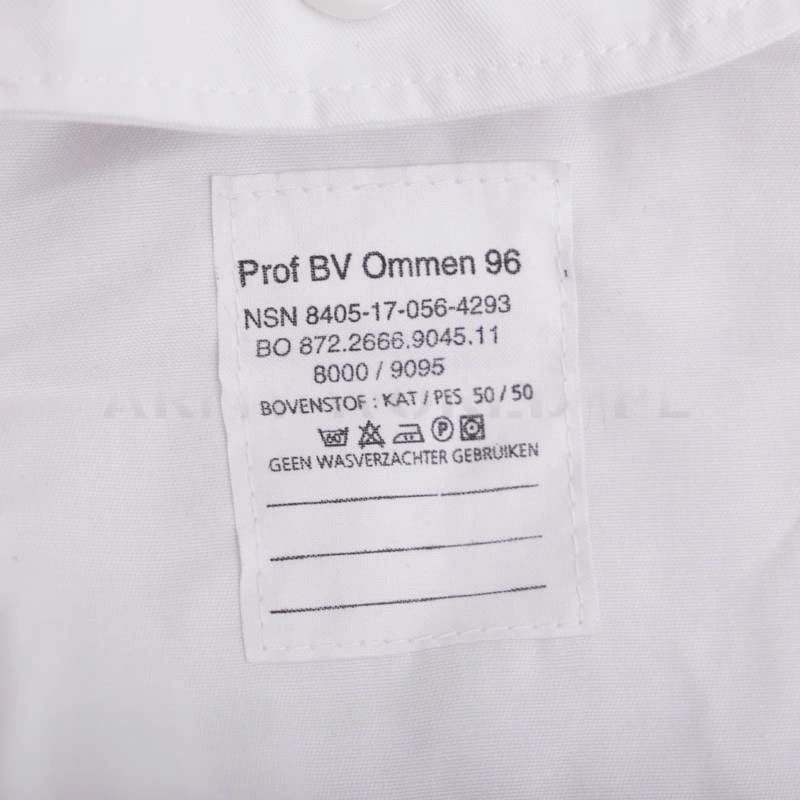 Prof BV Ommen 96
NSN 8405-17-056-4293
BO 872.2666.9045.11
8000 / 9095
BOVENSTOF : KAT / PES 50 / 50
60 P
GEEN WASVERZACHTER GEBRUIKEN